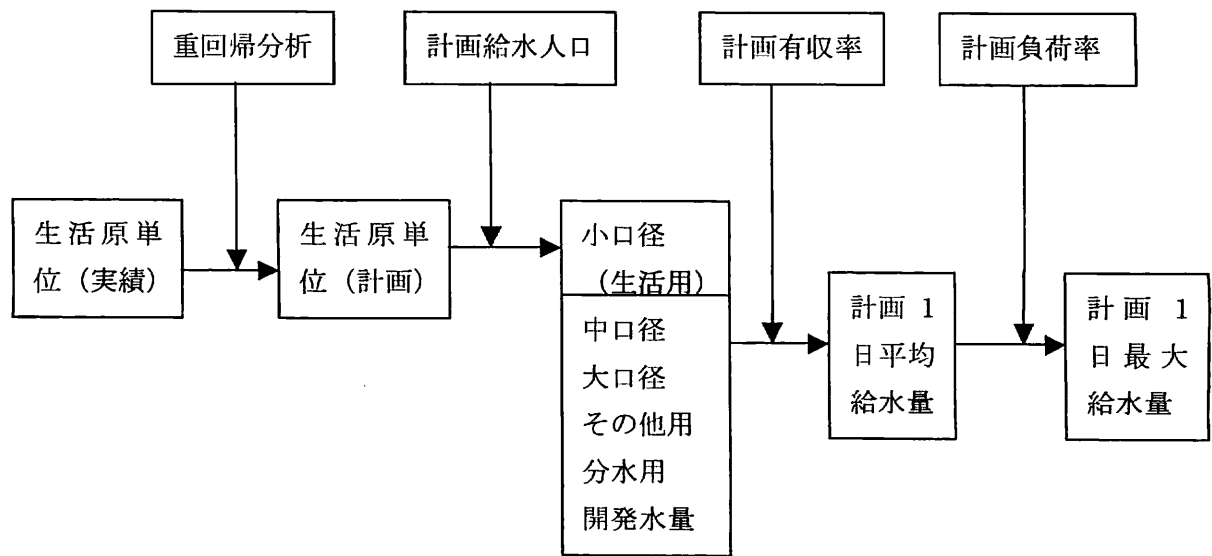 重回帰分析
計画給水人口
計画有収率
計画負荷率
生活原単
位（実績）
生活原単
位（計画）
小口径
（生活用）
中口径
大口径
その他用
分水用
開発水量
計画 1
日平均
給水量
計画 1
日最大
給水量